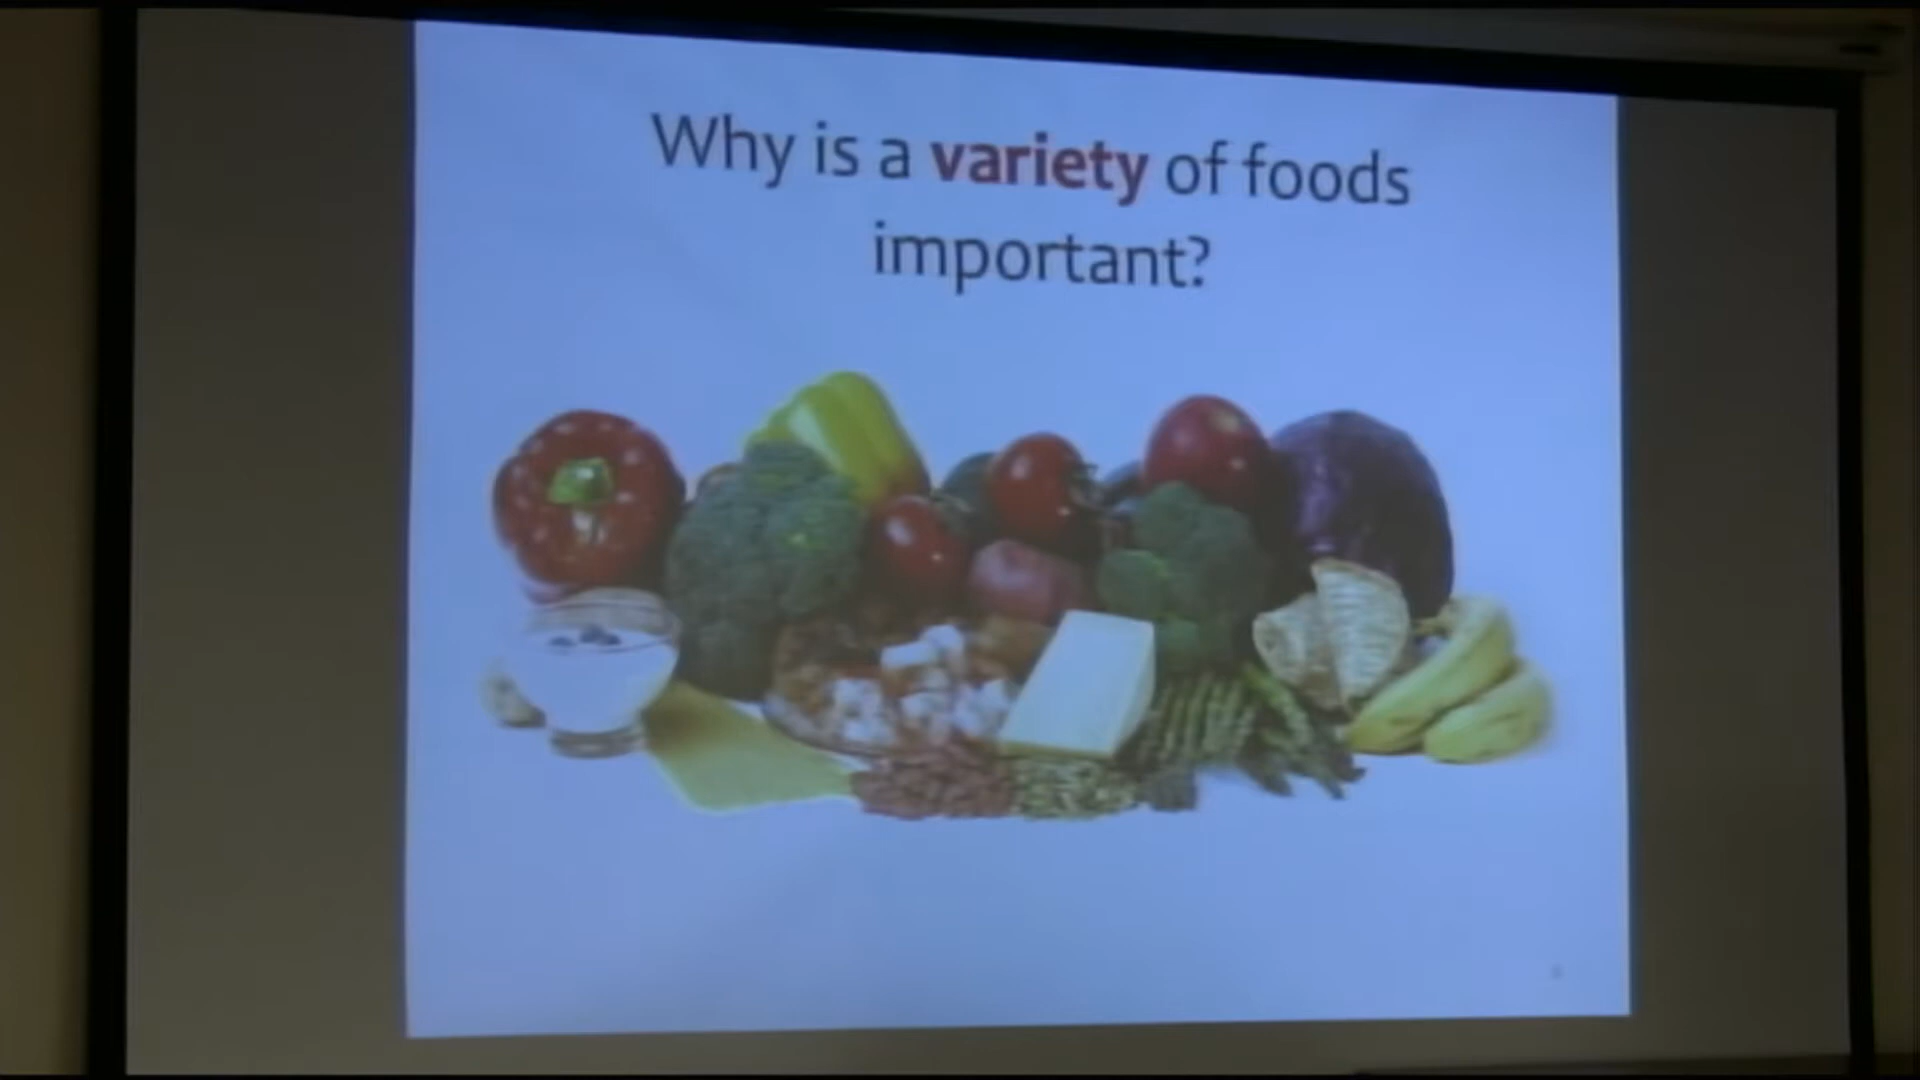 Why is a variety of foods
important?